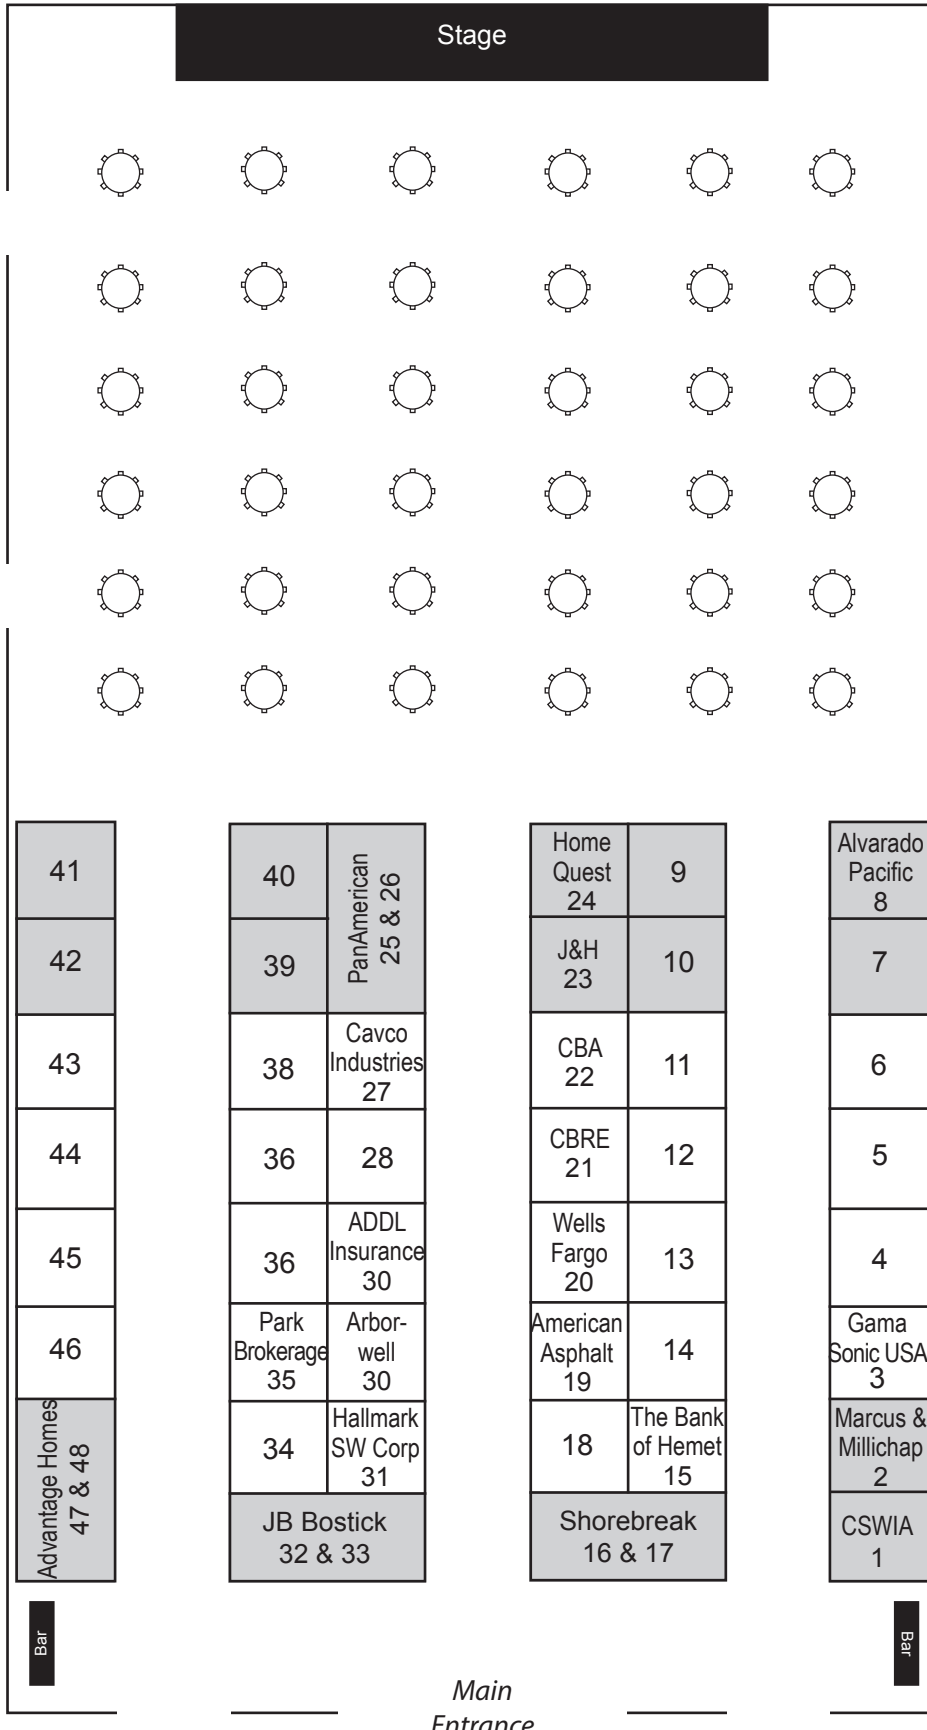 Stage
41
42
43
44
45
46
Advantage Homes
47 & 48
40
39
38
36
36
Park
Brokerage
35
34
PanAmerican
25 & 26
Cavco
Industries
27
28
ADDL
Insurance
30
Arbor-
well
30
Hallmark
SW Corp
31
JB Bostick
32 & 33
Home
Quest
24
J&H
23
CBA
22
CBRE
21
Wells
Fargo
20
American
Asphalt
19
18
9
10
11
12
13
14
The Bank
of Hemet
15
Shorebreak
16 & 17
Alvarado
Pacific
8
7
6
5
4
Gama
Sonic USA
3
Marcus &
Millichap
2
CSWIA
1
Bar
Bar
Main
Entrance